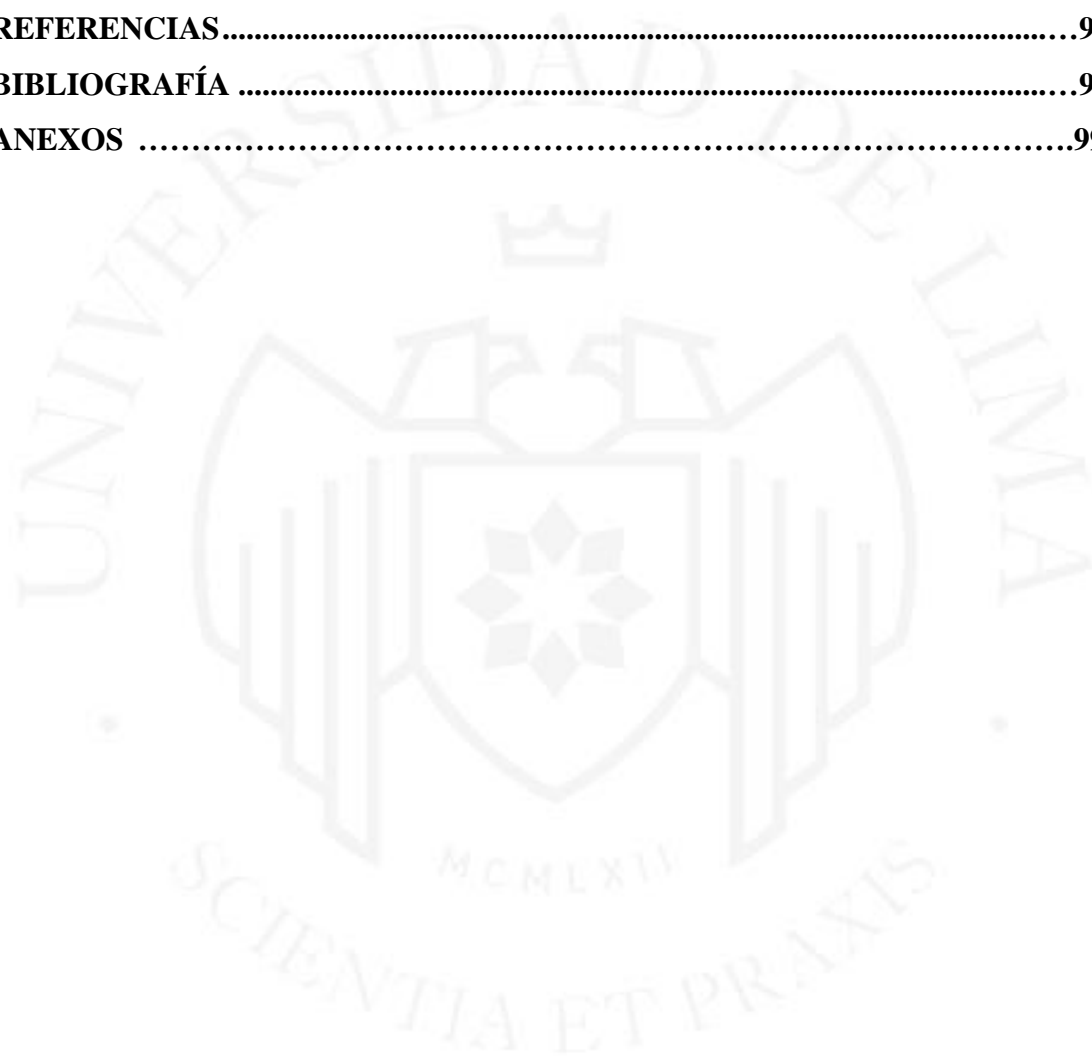 REFERENCIAS..........................................................................................................…9
BIBLIOGRAFÍA ........................................................................................................…9
ANEXOS …………………………………………………………………………….99
UNIVERSIDAD DE LIMA
MCMLXII
SCIENTIA ET PRAXIS